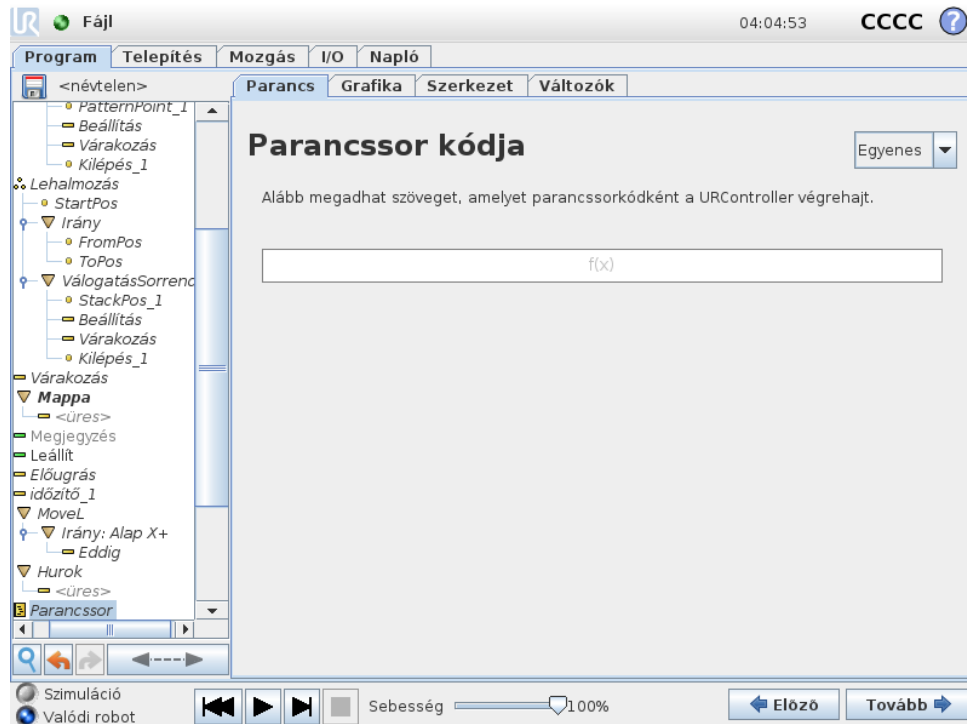 Fájl
04:04:53
CCCC
?
Program
Telepítés
Mozgás
I/O
Napló
<névtelen>
Parancs
Grafika
Szerkezet
Változók
PatternPoint_1
Beállítás
Várakozás
Kilépés_1
Lehalmozás
StartPos
Irány
FromPos
ToPos
VálogatásSorrend
StackPos_1
Beállítás
Várakozás
Kilépés_1
Várakozás
Mappa
<üres>
Megjegyzés
Leállít
Előugrás
időzítő_1
MoveL
Irány: Alap X+
Eddig
Hurok
<üres>
Parancssor
Parancssor kódja
Egyenes
Alább megadhat szöveget, amelyet parancssorkódként a URController végrehajt.
f(x)
Szimuláció
Valódi robot
Sebesség
100%
Előző
Tovább